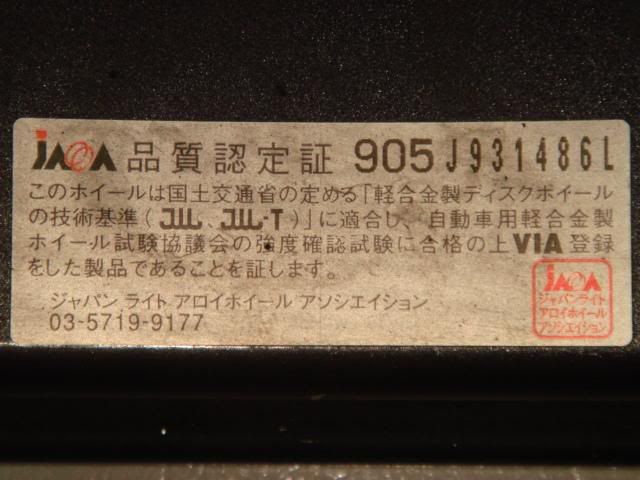 JAWA 品質認定証 905 J931486L
このホイールは国土交通省の定める「軽合金製ディスクホイール
の技術基準(JWL、JWL-T)」に適合し、自動車用軽合金製
ホイール試験協議会の強度確認試験に合格の上VIA登録
をした製品であることを証します。
ジャパン ライト アロイホイール アソシエイション
03-5719-9177
JAWA
ジャパンライト
アロイホイール
アソシエイション